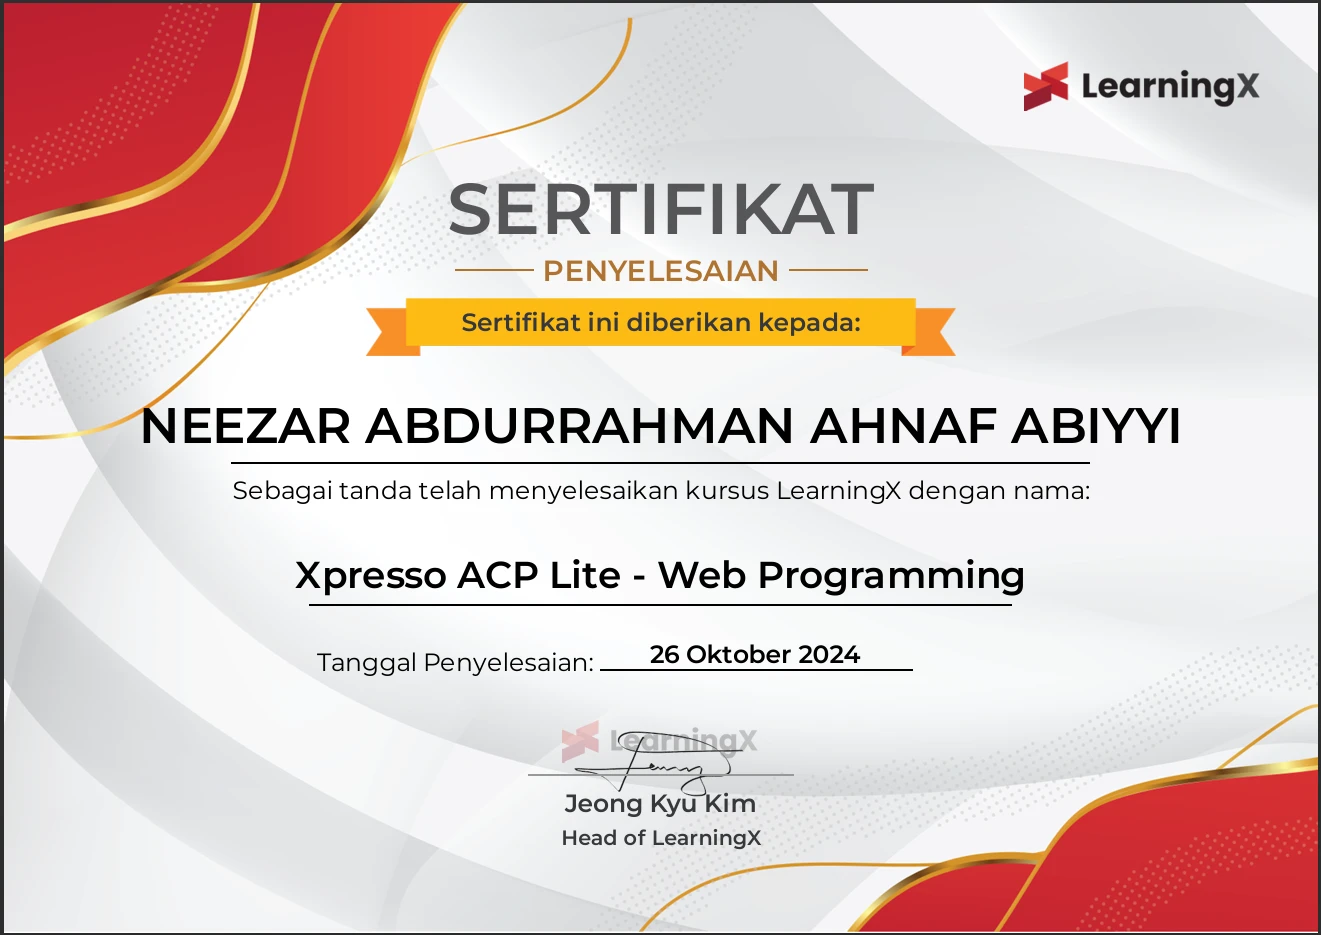 LearningX
SERTIFIKAT
PENYELESAIAN
Sertifikat ini diberikan kepada:
NEEZAR ABDURRAHMAN AHNAF ABIYYI
Sebagai tanda telah menyelesaikan kursus LearningX dengan nama:
Xpresso ACP Lite - Web Programming
Tanggal Penyelesaian: 26 Oktober 2024
LearningX
Jeong Kyu Kim
Head of LearningX